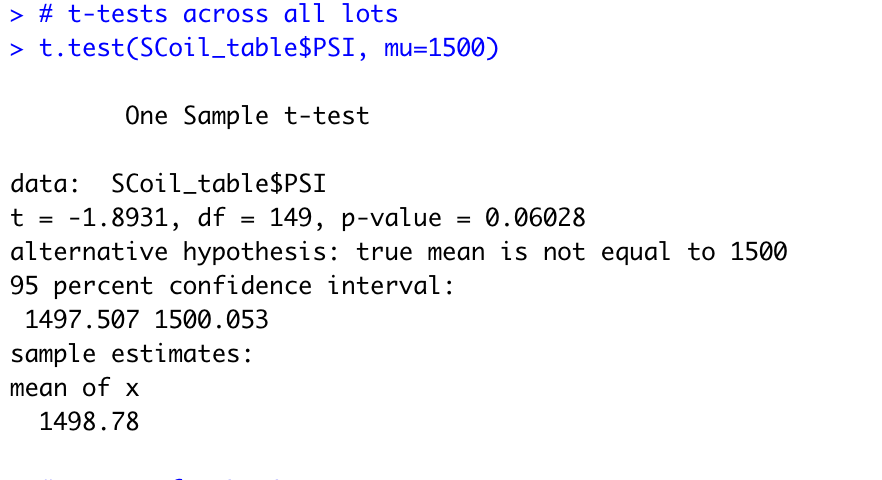 > # t-tests across all lots
> t.test(SCoil_table$PSI, mu=1500)
One Sample t-test
data:  SCoil_table$PSI
t = -1.8931, df = 149, p-value = 0.06028
alternative hypothesis: true mean is not equal to 1500
95 percent confidence interval:
 1497.507 1500.053
sample estimates:
mean of x
  1498.78